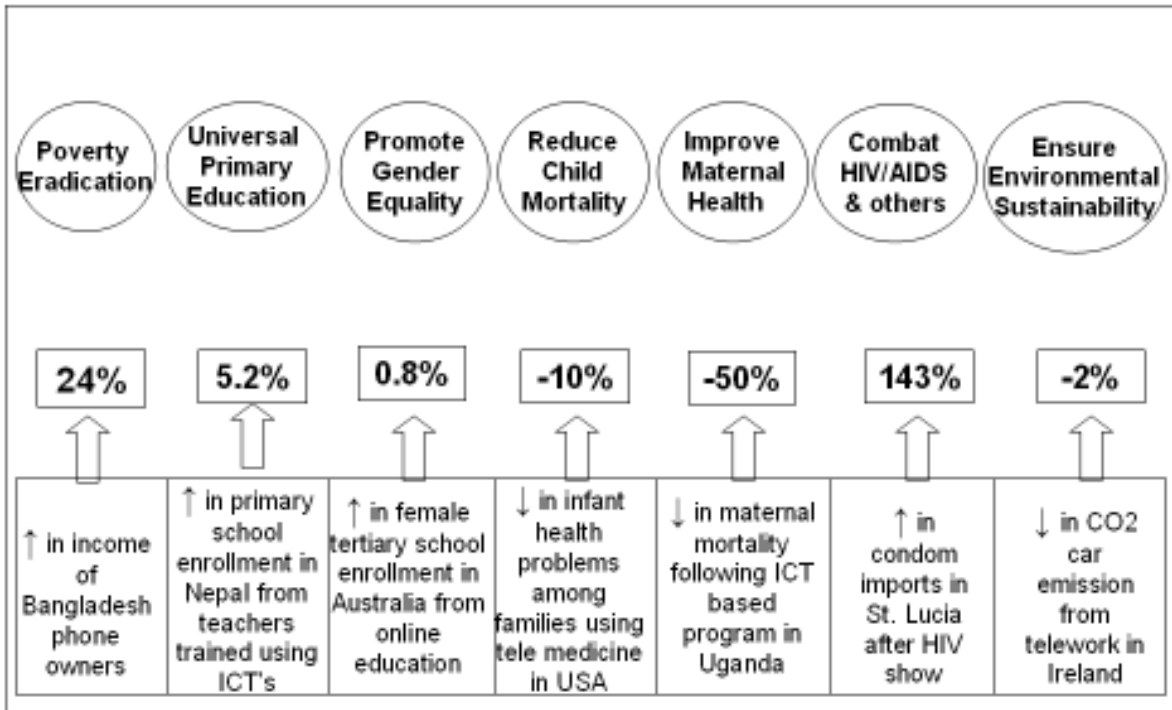 Poverty
Eradication
Universal
Primary
Education
Promote
Gender
Equality
Reduce
Child
Mortality
Improve
Maternal
Health
Combat
HIV/AIDS
& others
Ensure
Environmental
Sustainability
24%
5.2%
0.8%
-10%
-50%
143%
-2%
↑ in income
of
Bangladesh
phone
owners
↑ in primary
school
enrollment in
Nepal from
teachers
trained using
ICT's
↑ in female
tertiary school
enrollment in
Australia from
online
education
↓ in infant
health
problems
among
families using
tele medicine
in USA
↓ in maternal
mortality
following ICT
based
program in
Uganda
↑ in
condom
imports in
St. Lucia
after HIV
show
↓ in CO2
car
emission
from
telework in
Ireland